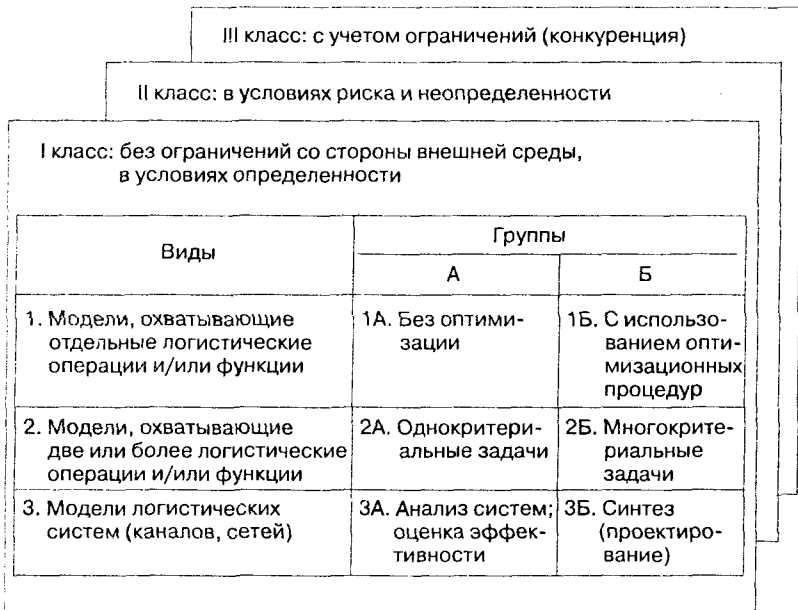 III класс: с учетом ограничений (конкуренция)
II класс: в условиях риска и неопределенности
I класс: без ограничений со стороны внешней среды,
в условиях определенности
Виды
Группы
А
Б
1. Модели, охватывающие
отдельные логистические
операции и/или функции
1А. Без оптими-
зации
1Б. С использо-
ванием опти-
мизационных
процедур
2. Модели, охватывающие
две или более логистические
операции и/или функции
2А. Однокритери-
альные задачи
2Б. Многокрите-
риальные
задачи
3. Модели логистических
систем (каналов, сетей)
3А. Анализ систем;
оценка эффек-
тивности
3Б. Синтез
(проектиро-
вание)